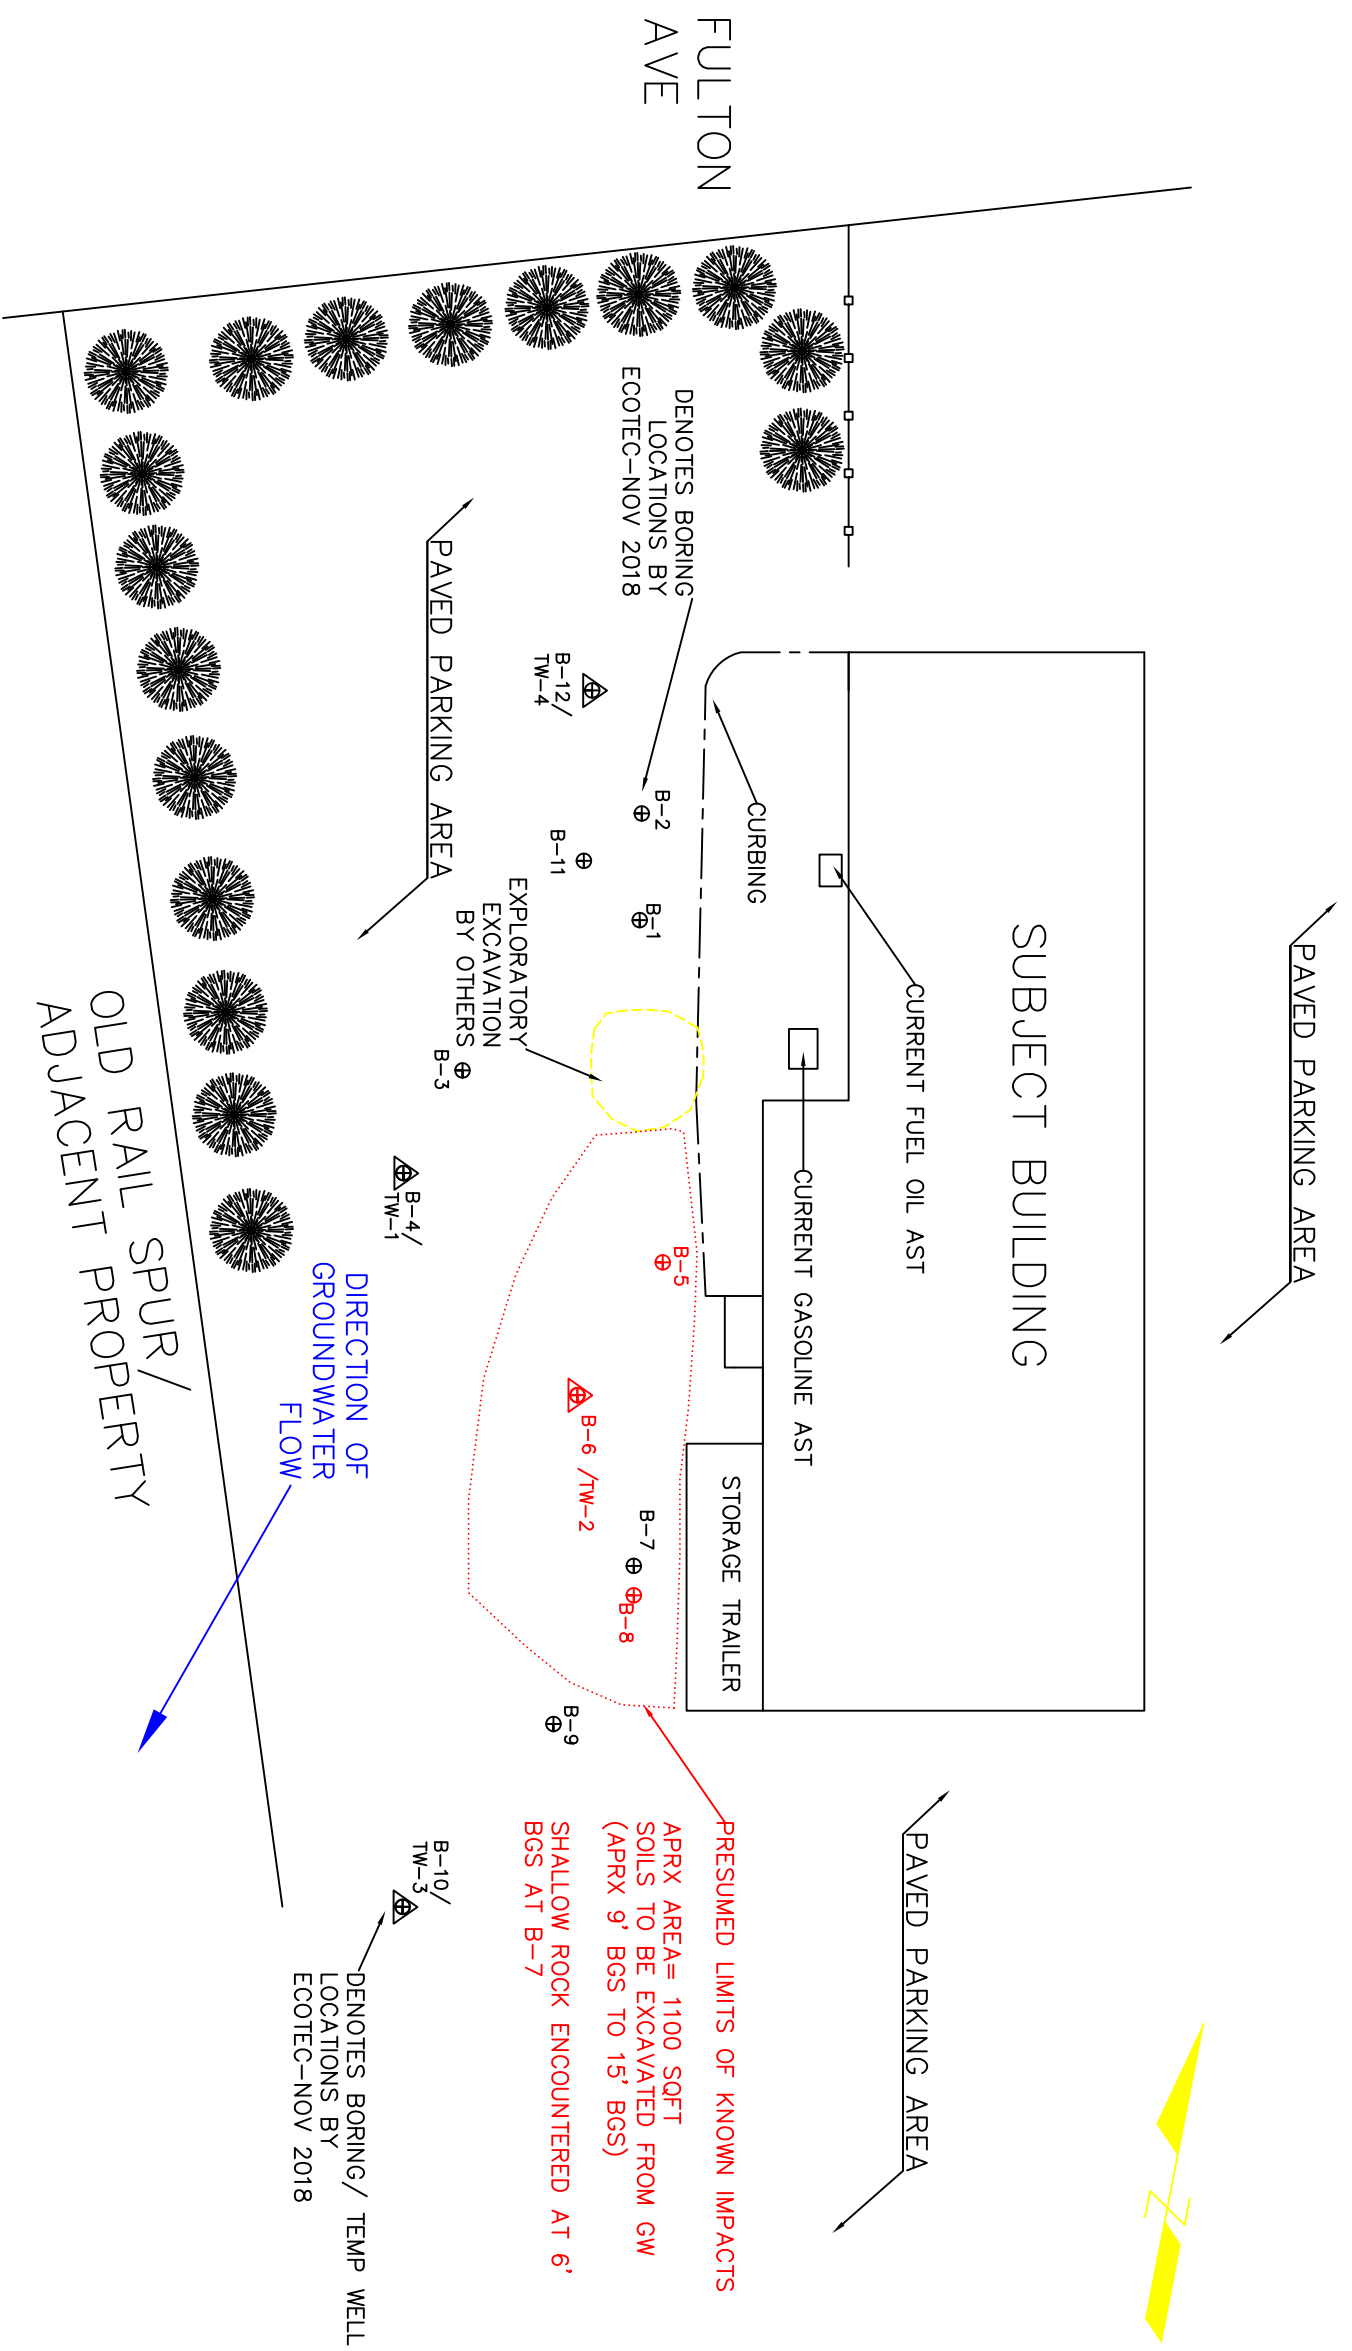 FULTON
AVE
PAVED PARKING AREA
SUBJECT BUILDING
CURRENT FUEL OIL AST
CURRENT GASOLINE AST
CURBING
STORAGE TRAILER
PAVED PARKING AREA
DENOTES BORING
LOCATIONS BY
ECOTEC-NOV 2018
B-2
B-1
B-11
B-12/
TW-4
EXPLORATORY
EXCAVATION
BY OTHERS
B-3
B-4/
TW-1
B-5
B-6 /TW-2
B-7
B-8
B-9
PRESUMED LIMITS OF KNOWN IMPACTS
APRX AREA= 1100 SQFT
SOILS TO BE EXCAVATED FROM GW
(APRX 9' BGS TO 15' BGS)
SHALLOW ROCK ENCOUNTERED AT 6'
BGS AT B-7
PAVED PARKING AREA
B-10/
TW-3
DENOTES BORING/ TEMP WELL
LOCATIONS BY
ECOTEC-NOV 2018
DIRECTION OF
GROUNDWATER
FLOW
OLD RAIL SPUR/
ADJACENT PROPERTY
Z